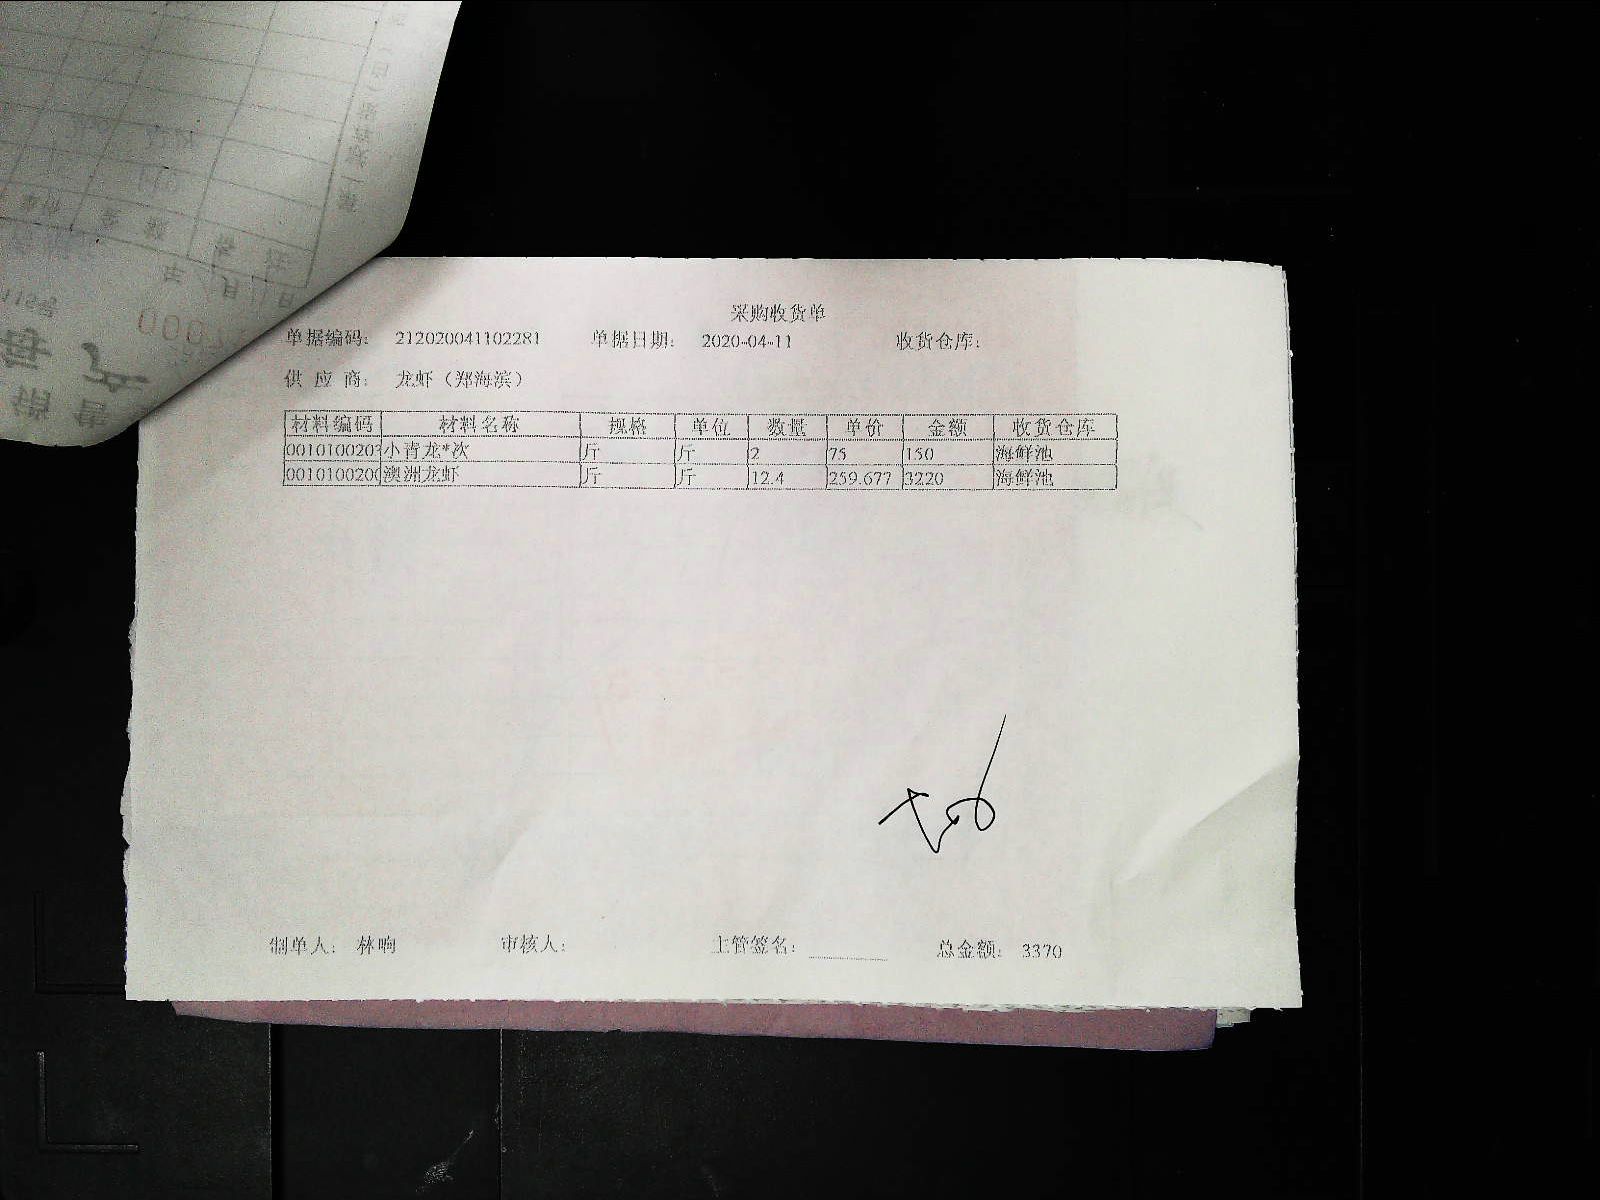 采购收货单
单据编码： 212020041102281 单据日期： 2020-04-11 收货仓库：
供 应 商： 龙虾（郑海滨）
材料编码 材料名称 规格 单位 数量 单价 金额 收货仓库
0010100203 小青龙*次 斤 斤 2 75 150 海鲜池
0010100200 澳洲龙虾 斤 斤 12.4 259.677 3220 海鲜池
制单人： 林响 审核人： 主管签名： 总金额： 3370